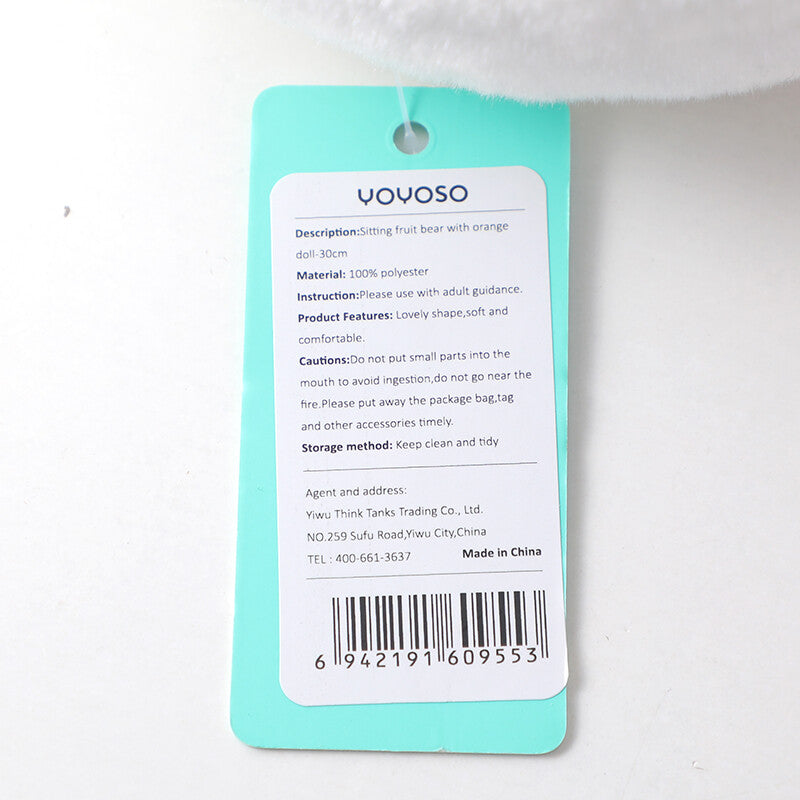 YOYOSO
Description:Sitting fruit bear with orange
doll-30cm
Material: 100% polyester
Instruction:Please use with adult guidance.
Product Features: Lovely shape,soft and
comfortable.
Cautions:Do not put small parts into the
mouth to avoid ingestion,do not go near the
fire.Please put away the package bag,tag
and other accessories timely.
Storage method: Keep clean and tidy
Agent and address:
Yiwu Think Tanks Trading Co., Ltd.
NO.259 Sufu Road,Yiwu City,China
TEL : 400-661-3637 Made in China
6 942191 609553